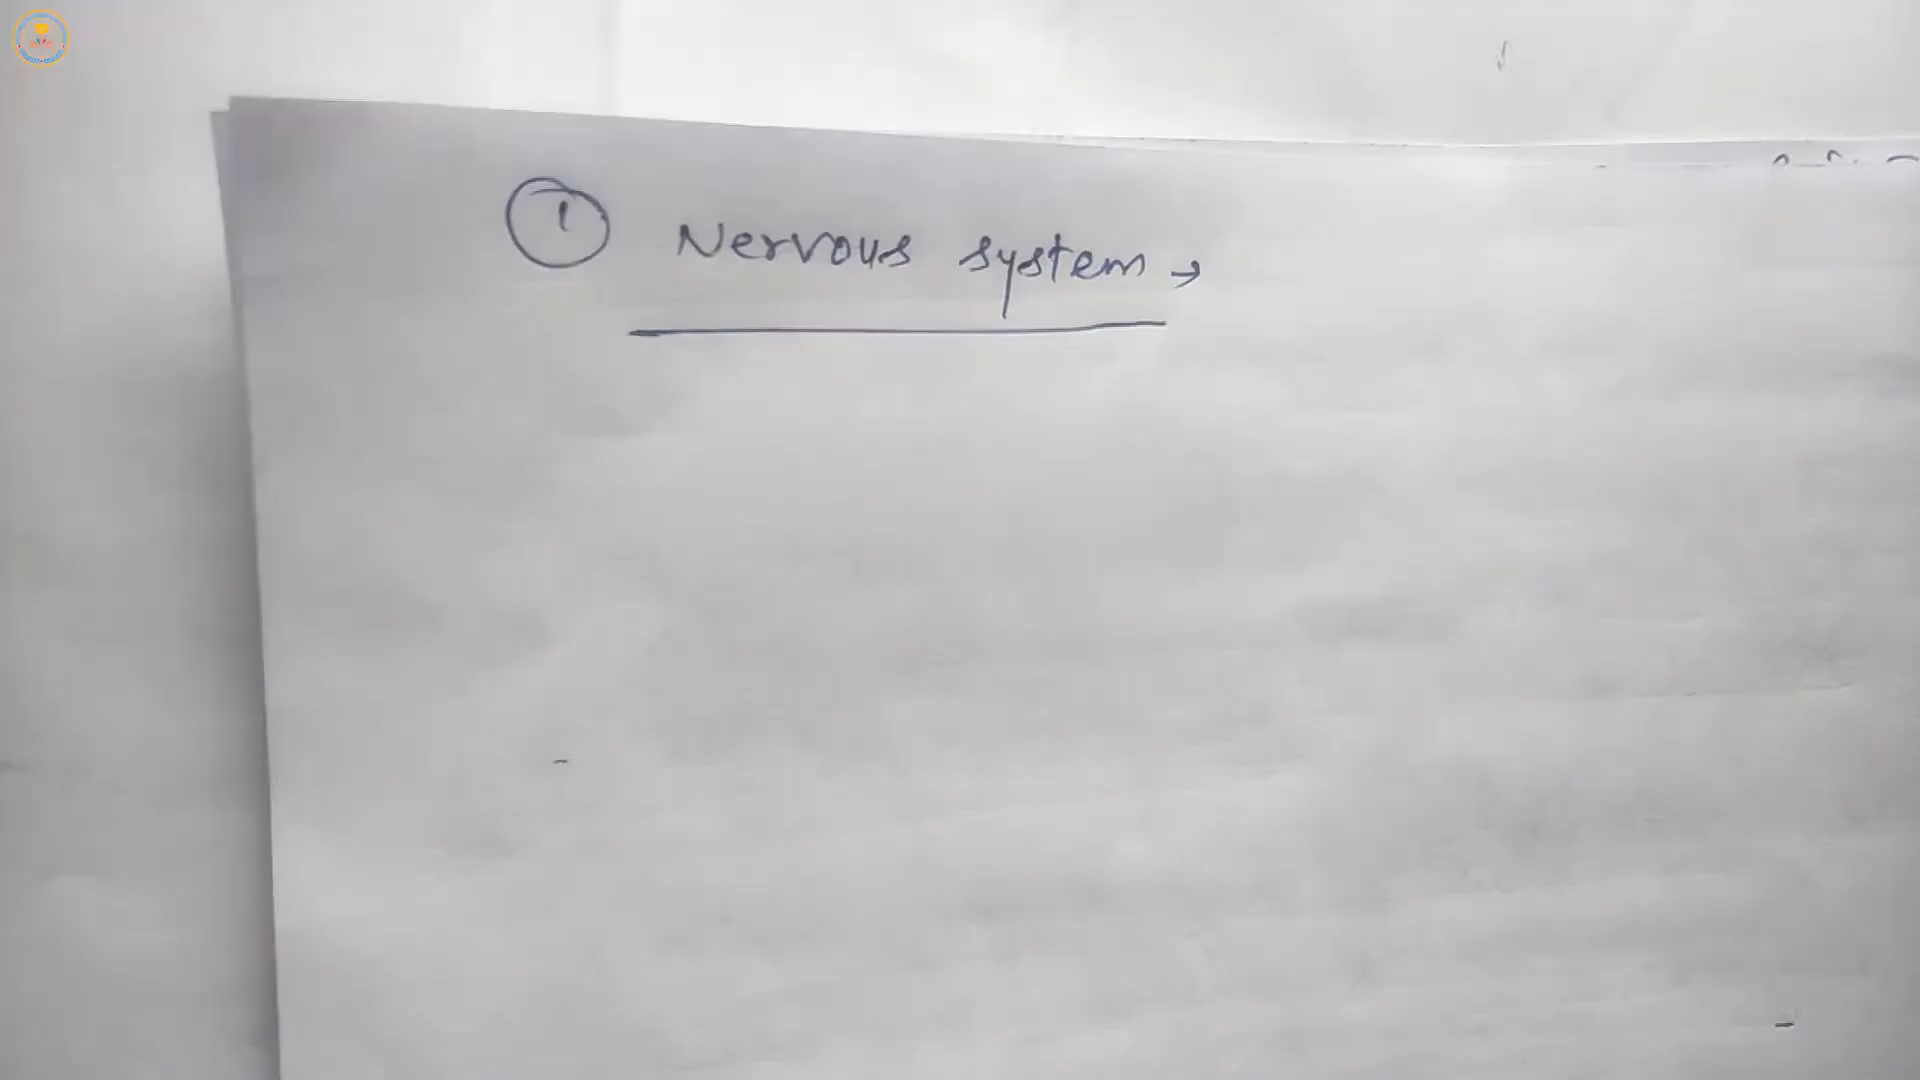 ① Nervous system →